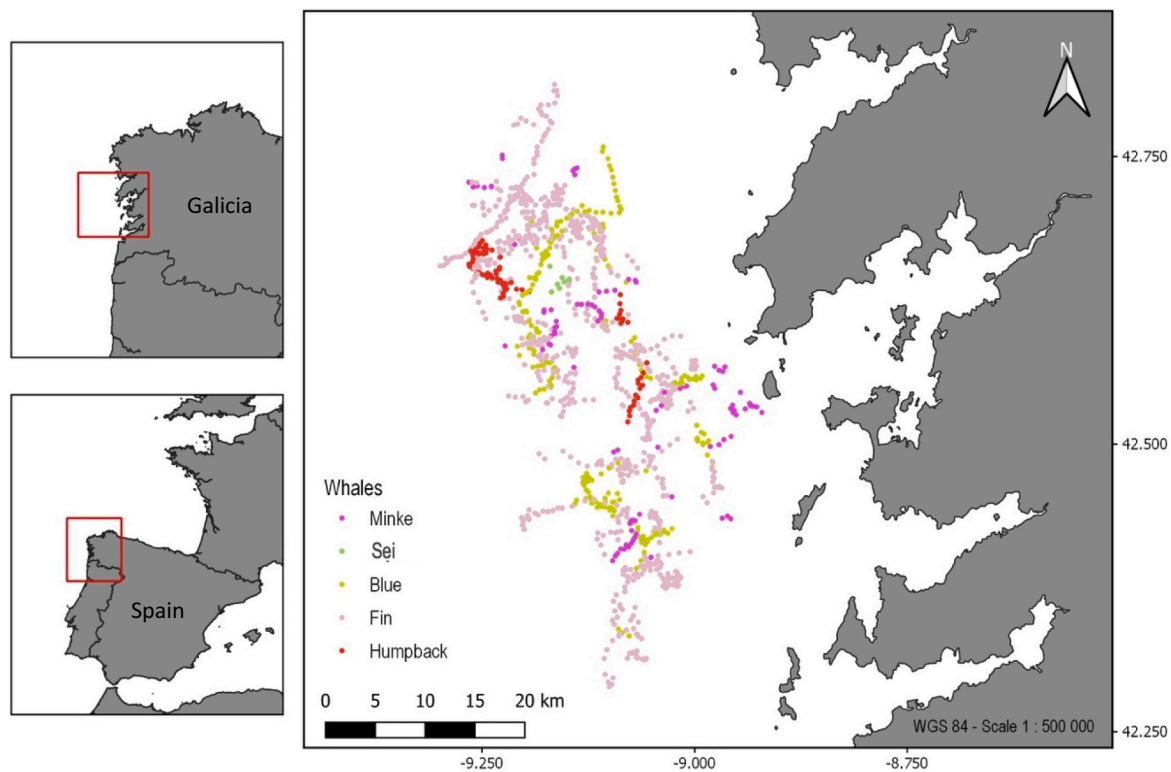 Galicia
Spain
N
Whales
Minke
Sẹi
Blue
Fin
Humpback
0 5 10 15 20 km
WGS 84 - Scale 1 : 500 000
42.750
42.500
42.250
-9.250 -9.000 -8.750